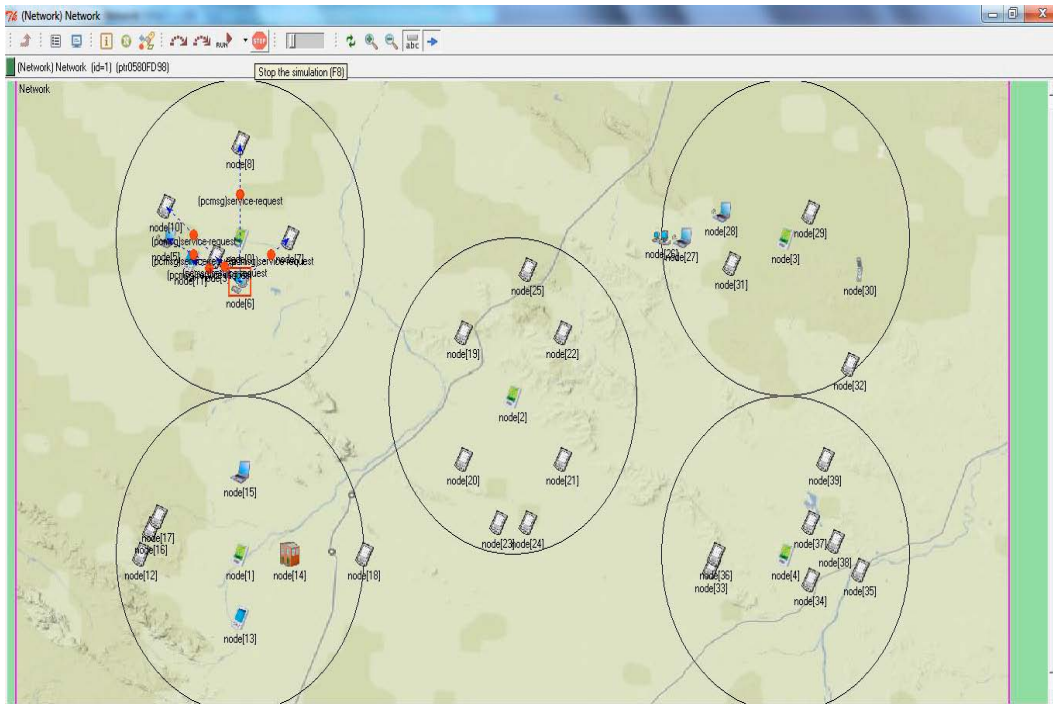 (Network) Network
RUN
STOP
abc
(Network) Network (id=1) (ptr0580FD98)
Stop the simulation (F8)
Network
node[8]
(pcmsg)service-request
node[10]
(pcmsg)service-request
node[5]
node[7]
node[6]
node[25]
node[19]
node[22]
node[2]
node[20]
node[21]
node[23]
node[24]
node[28]
node[27]
node[3]
node[29]
node[31]
node[30]
node[32]
node[15]
node[17]
node[16]
node[12]
node[1]
node[14]
node[18]
node[13]
node[39]
node[37]
node[38]
node[36]
node[33]
node[4]
node[34]
node[35]